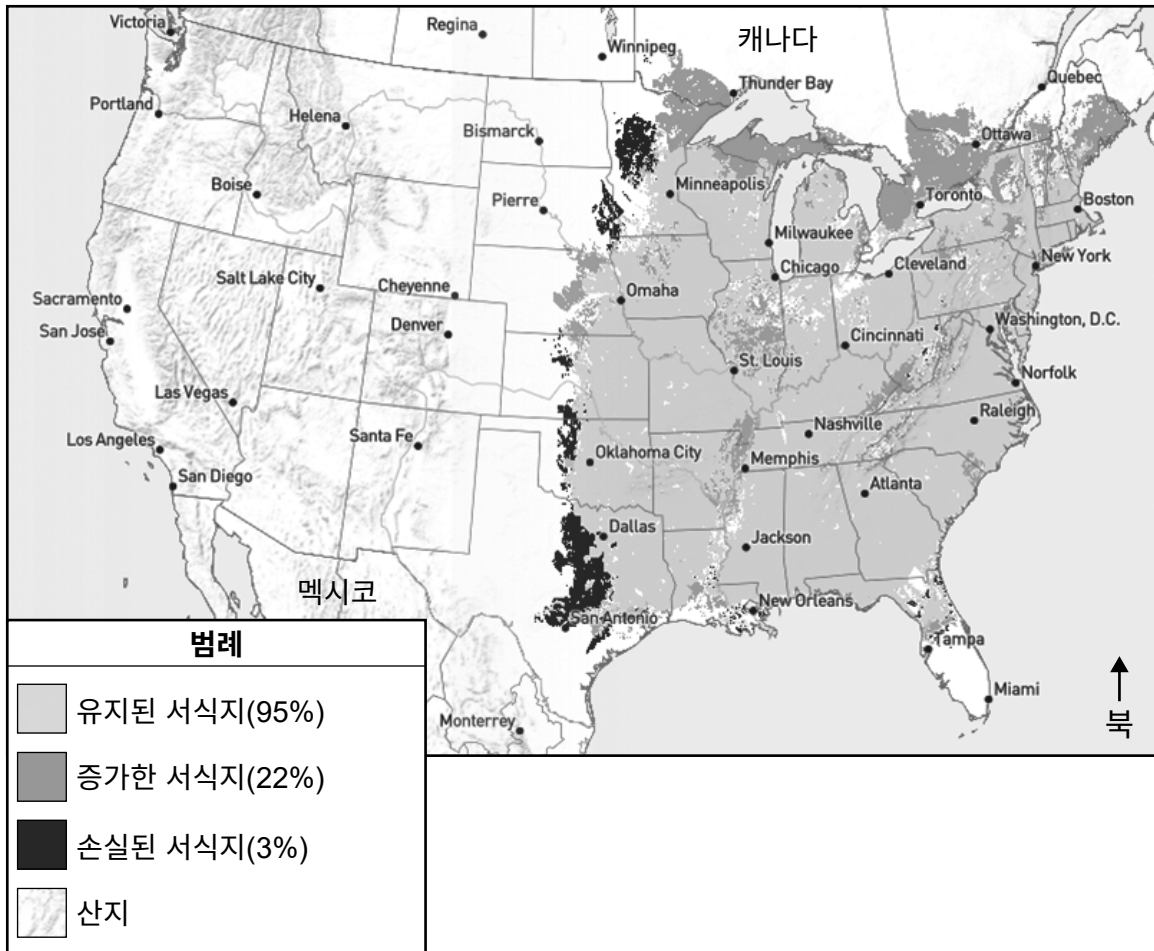 Victoria
Regina
Winnipeg
캐나다
Thunder Bay
Quebec
Portland
Helena
Bismarck
Ottawa
Boise
Pierre
Minneapolis
Toronto
Boston
Milwaukee
Salt Lake City
Cheyenne
Omaha
Chicago
Cleveland
New York
Sacramento
San Jose
Denver
Cincinnati
Washington, D.C.
St. Louis
Norfolk
Las Vegas
Santa Fe
Nashville
Raleigh
Los Angeles
Oklahoma City
Memphis
San Diego
Atlanta
Dallas
Jackson
멕시코
San Antonio
New Orleans
Tampa
Miami
Monterrey
북
범례
유지된 서식지(95%)
증가한 서식지(22%)
손실된 서식지(3%)
산지